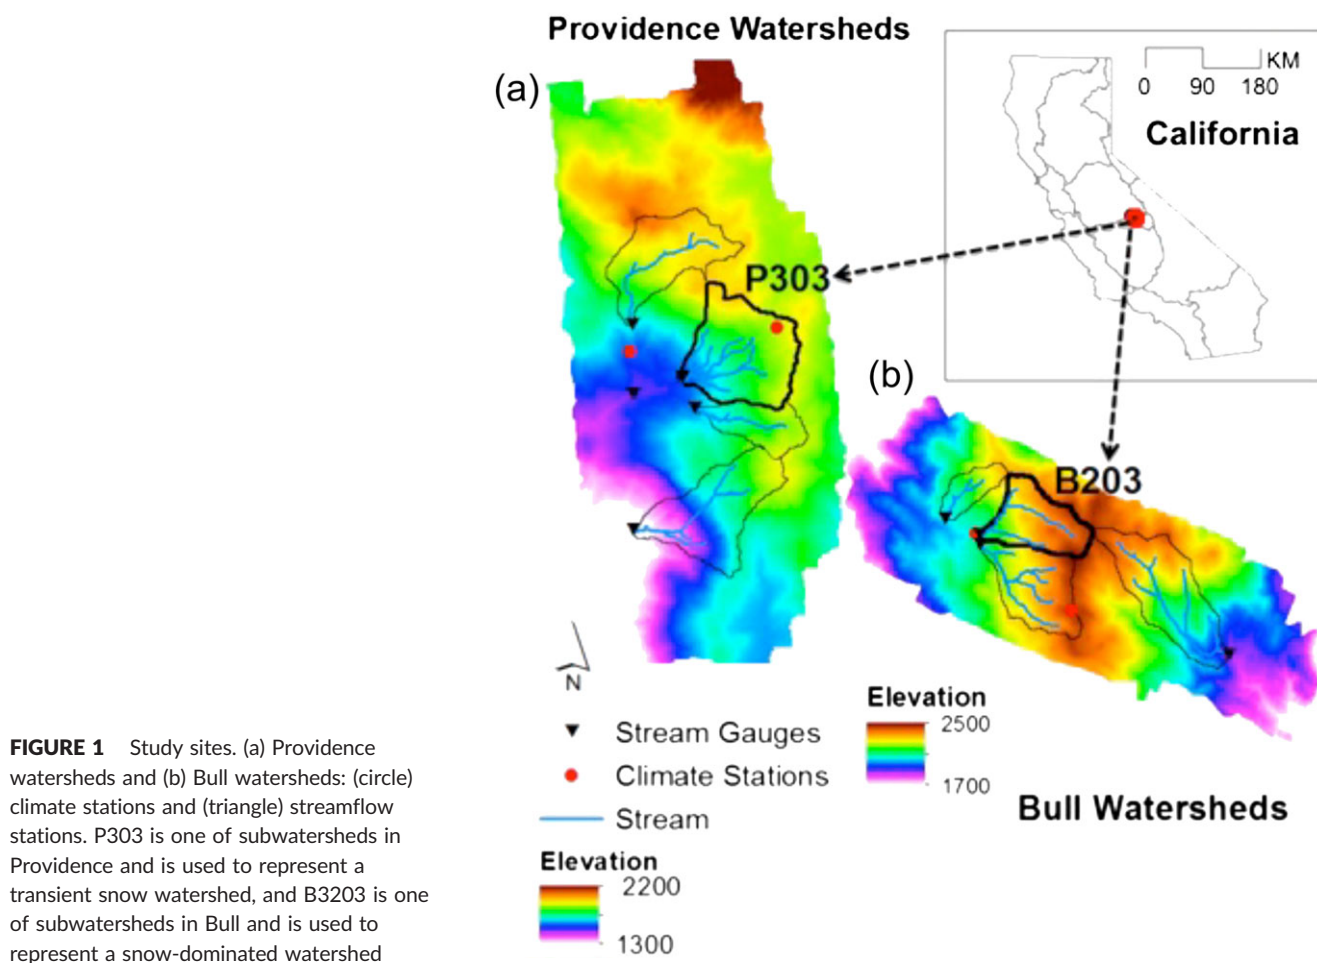 Providence Watersheds
(a)
KM
0 90 180
California
P303
(b)
B203
N
Stream Gauges
Climate Stations
Stream
Elevation
2200
1300
Elevation
2500
1700
Bull Watersheds
FIGURE 1 Study sites. (a) Providence
watersheds and (b) Bull watersheds: (circle)
climate stations and (triangle) streamflow
stations. P303 is one of subwatersheds in
Providence and is used to represent a
transient snow watershed, and B3203 is one
of subwatersheds in Bull and is used to
represent a snow-dominated watershed